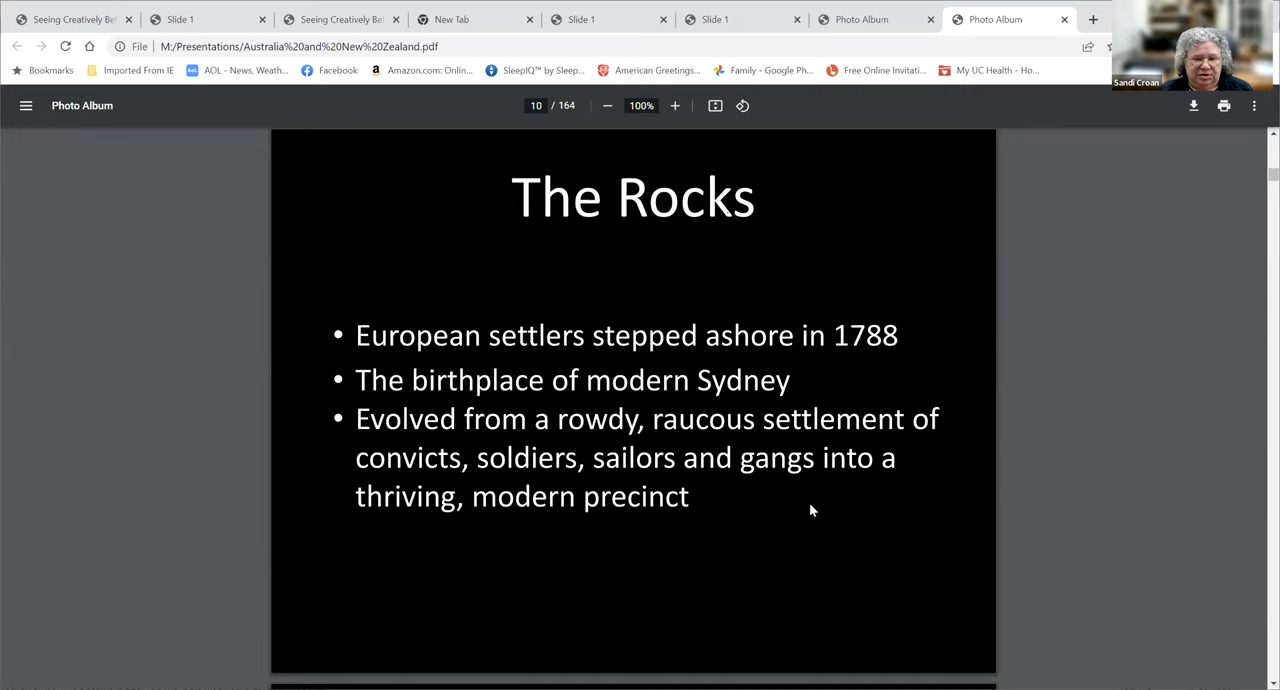 Seeing Creatively Bel
Slide 1
Seeing Creatively Bel
New Tab
Slide 1
Slide 1
Photo Album
Photo Album
File
M:/Presentations/Australia%20and%20New%20Zealand.pdf
Bookmarks
Imported From IE
AOL - News, Weath...
Facebook
Amazon.com: Onlin...
SleepIQ™ by Sleep...
American Greetings...
Family - Google Ph...
Free Online Invitati...
My UC Health - Ho...
Sandi Croan
Photo Album
10 / 164
100%
The Rocks
• European settlers stepped ashore in 1788
• The birthplace of modern Sydney
• Evolved from a rowdy, raucous settlement of
convicts, soldiers, sailors and gangs into a
thriving, modern precinct